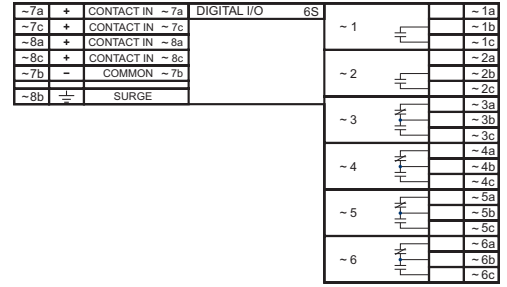 ~7a + CONTACT IN ~7a DIGITAL I/O 6S
~7c + CONTACT IN ~7c
~8a + CONTACT IN ~8a
~8c + CONTACT IN ~8c
~7b − COMMON ~7b
~8b SURGE
~1 ~1a
~1b
~1c
~2 ~2a
~2b
~2c
~3 ~3a
~3b
~3c
~4 ~4a
~4b
~4c
~5 ~5a
~5b
~5c
~6 ~6a
~6b
~6c